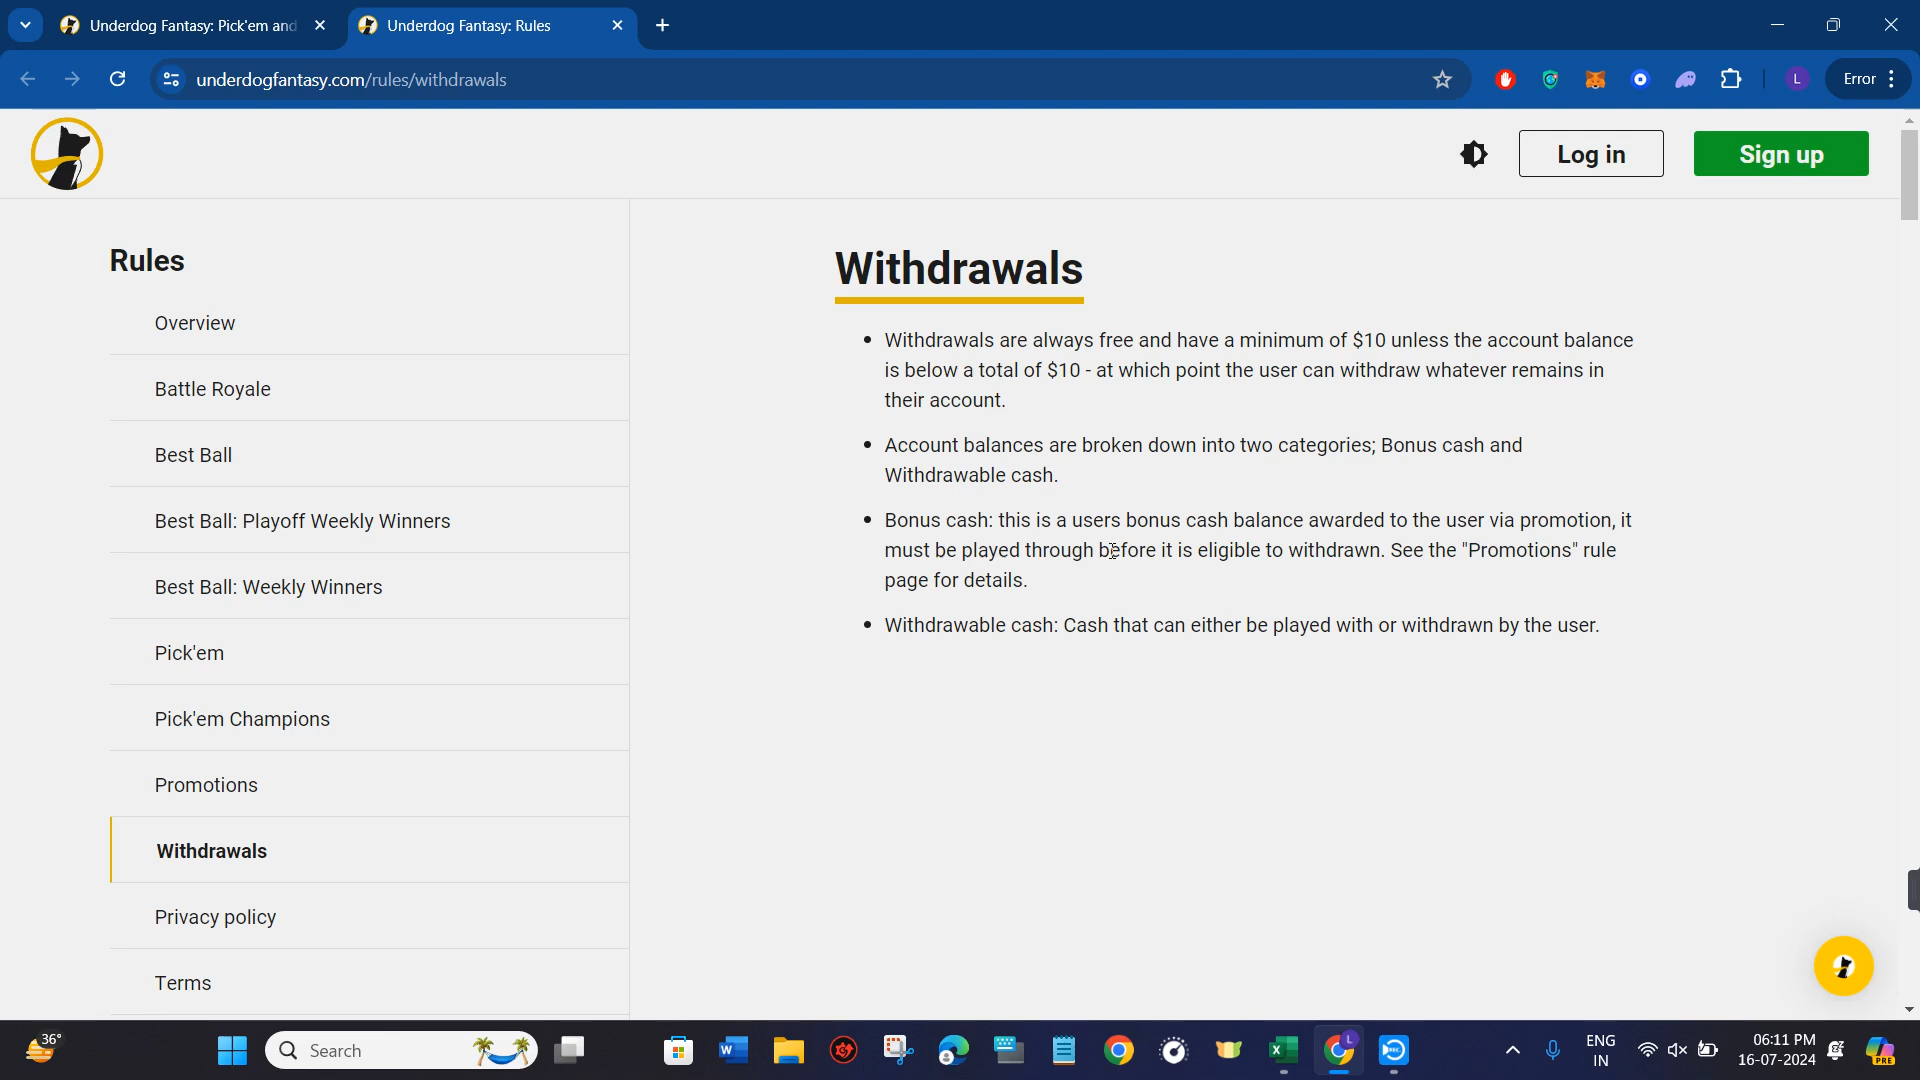 Underdog Fantasy: Pick'em and
Underdog Fantasy: Rules
underdogfantasy.com/rules/withdrawals
L
Error
Log in
Sign up
Rules
Overview
Battle Royale
Best Ball
Best Ball: Playoff Weekly Winners
Best Ball: Weekly Winners
Pick'em
Pick'em Champions
Promotions
Withdrawals
Privacy policy
Terms
Withdrawals
• Withdrawals are always free and have a minimum of $10 unless the account balance
is below a total of $10 - at which point the user can withdraw whatever remains in
their account.
• Account balances are broken down into two categories; Bonus cash and
Withdrawable cash.
• Bonus cash: this is a users bonus cash balance awarded to the user via promotion, it
must be played through before it is eligible to withdrawn. See the "Promotions" rule
page for details.
• Withdrawable cash: Cash that can either be played with or withdrawn by the user.
36°
Search
W
X
L
REC
ENG
IN
06:11 PM
16-07-2024
PRE